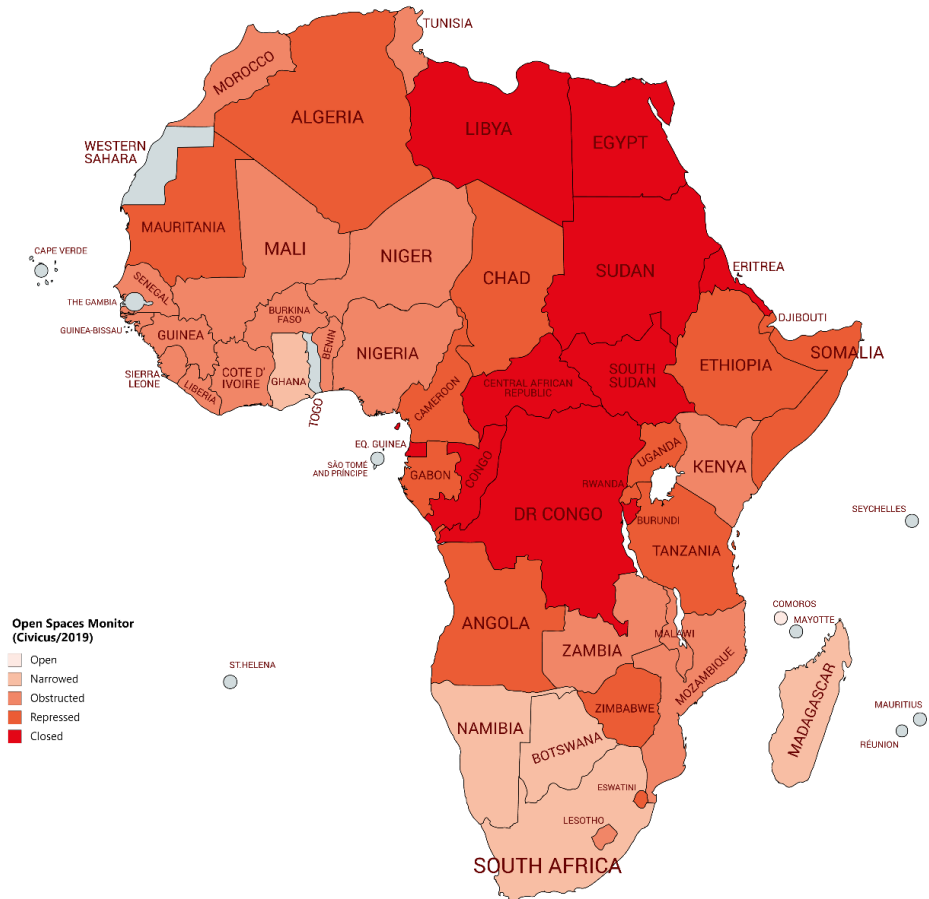 TUNISIA
MOROCCO
ALGERIA
LIBYA
EGYPT
WESTERN
SAHARA
MAURITANIA
MALI
NIGER
CHAD
SUDAN
ERITREA
CAPE VERDE
SENEGAL
THE GAMBIA
GUINEA-BISSAU
GUINEA
BURKINA
FASO
BENIN
NIGERIA
DJIBOUTI
SOMALIA
ETHIOPIA
SIERRA
LEONE
LIBERIA
COTE D'
IVOIRE
GHANA
TOGO
CAMEROON
CENTRAL AFRICAN
REPUBLIC
SOUTH
SUDAN
EQ. GUINEA
SÃO TOMÉ
AND PRÍNCIPE
GABON
CONGO
UGANDA
KENYA
RWANDA
DR CONGO
BURUNDI
TANZANIA
SEYCHELLES
COMOROS
MAYOTTE
ANGOLA
ZAMBIA
MALAWI
MOZAMBIQUE
MADAGASCAR
ST.HELENA
MAURITIUS
RÉUNION
ZIMBABWE
NAMIBIA
BOTSWANA
ESWATINI
LESOTHO
SOUTH AFRICA
Open Spaces Monitor
(Civicus/2019)
Open
Narrowed
Obstructed
Repressed
Closed